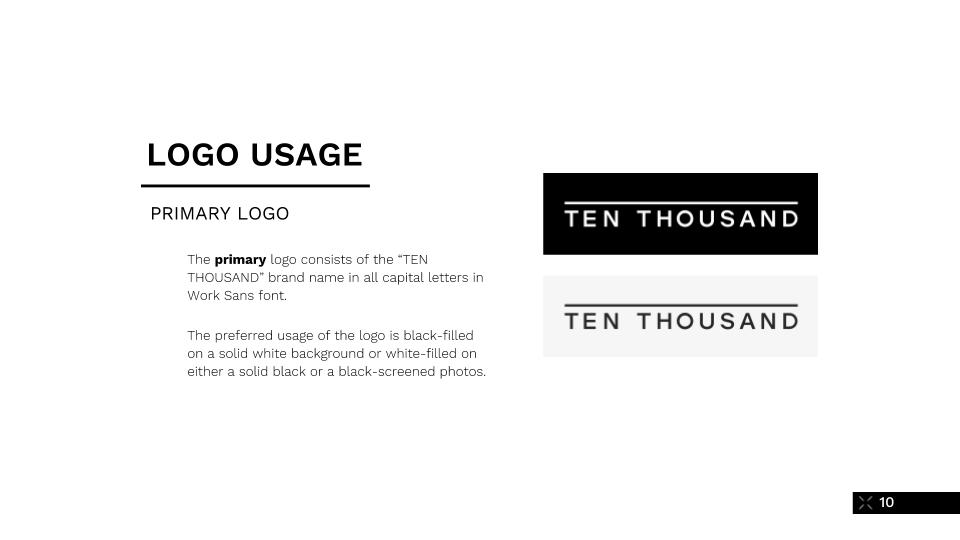 LOGO USAGE
PRIMARY LOGO
The primary logo consists of the “TEN
THOUSAND” brand name in all capital letters in
Work Sans font.
The preferred usage of the logo is black-filled
on a solid white background or white-filled on
either a solid black or a black-screened photos.
TEN THOUSAND
TEN THOUSAND
10